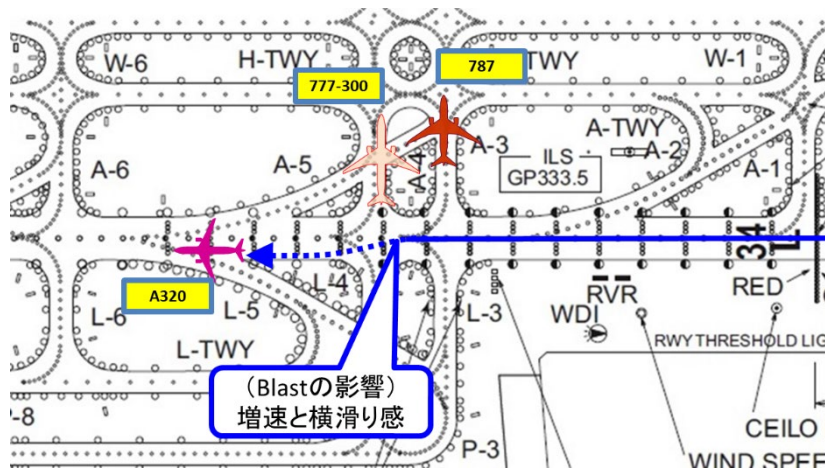 W-6
H-TWY
787
TWY
W-1
777-300
A-6
A-5
A-4
A-3
A-TWY
A-2
A-1
ILS
GP333.5
34
L
A320
L-6
L-5
L-4
L-3
L-TWY
RVR
WDI
RED
RWY THRESHOLD LIG
(Blastの影響)
増速と横滑り感
P-8
P-3
CEILO
WIND SPEE